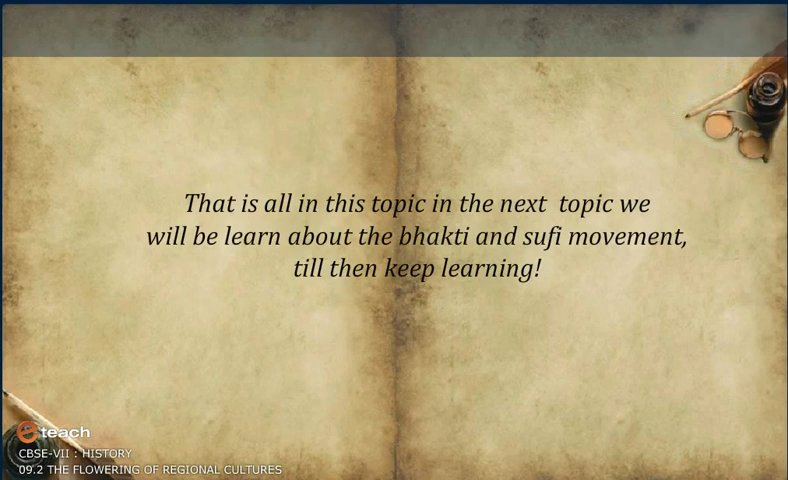 That is all in this topic in the next  topic we
will be learn about the bhakti and sufi movement,
till then keep learning!
eteach
CBSE-VII : HISTORY
09.2 THE FLOWERING OF REGIONAL CULTURES